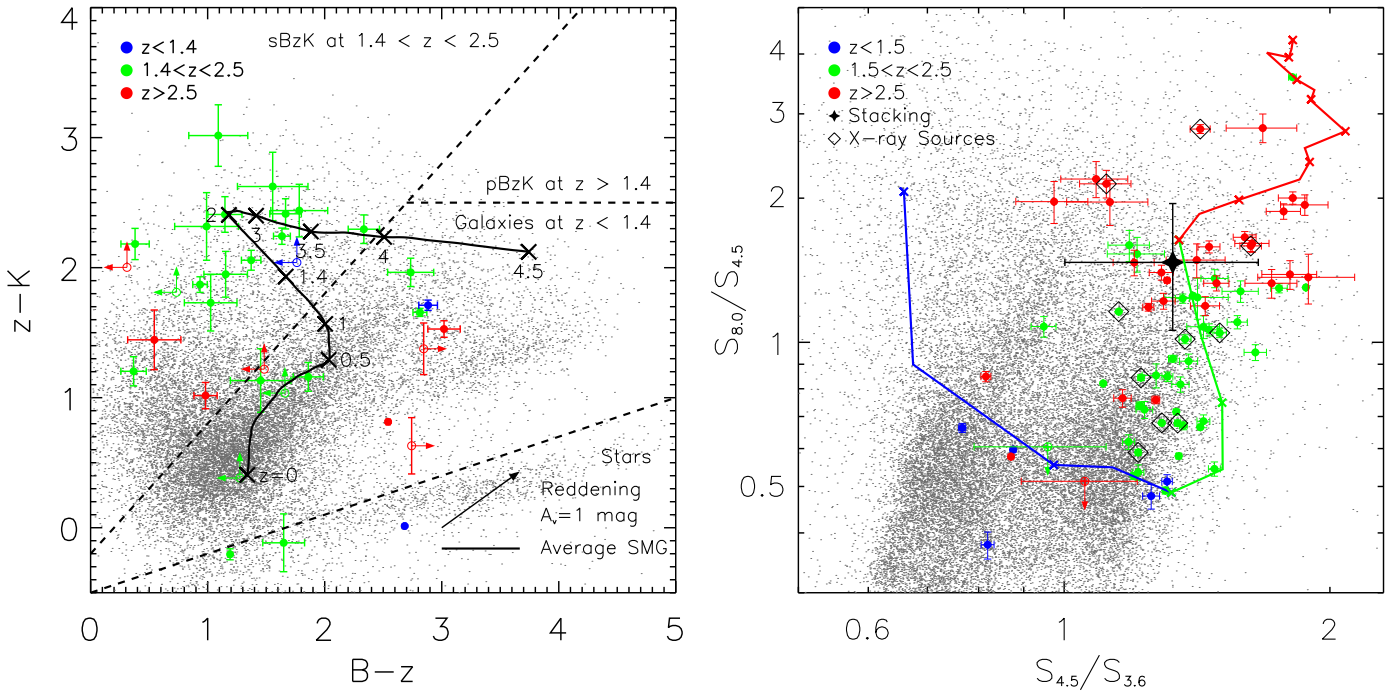 4
3
2
1
0
z−K
0
1
2
3
4
5
B−z
z<1.4
1.4<z<2.5
z>2.5
sBzK at 1.4 < z < 2.5
pBzK at z > 1.4
Galaxies at z < 1.4
2
3
3.5
4
4.5
1.4
1
0.5
z=0
Stars
Reddening
Aᵥ=1 mag
Average SMG
4
3
2
1
0.5
S8.0/S4.5
0.6
1
2
S4.5/S3.6
z<1.5
1.5<z<2.5
z>2.5
Stacking
X−ray Sources